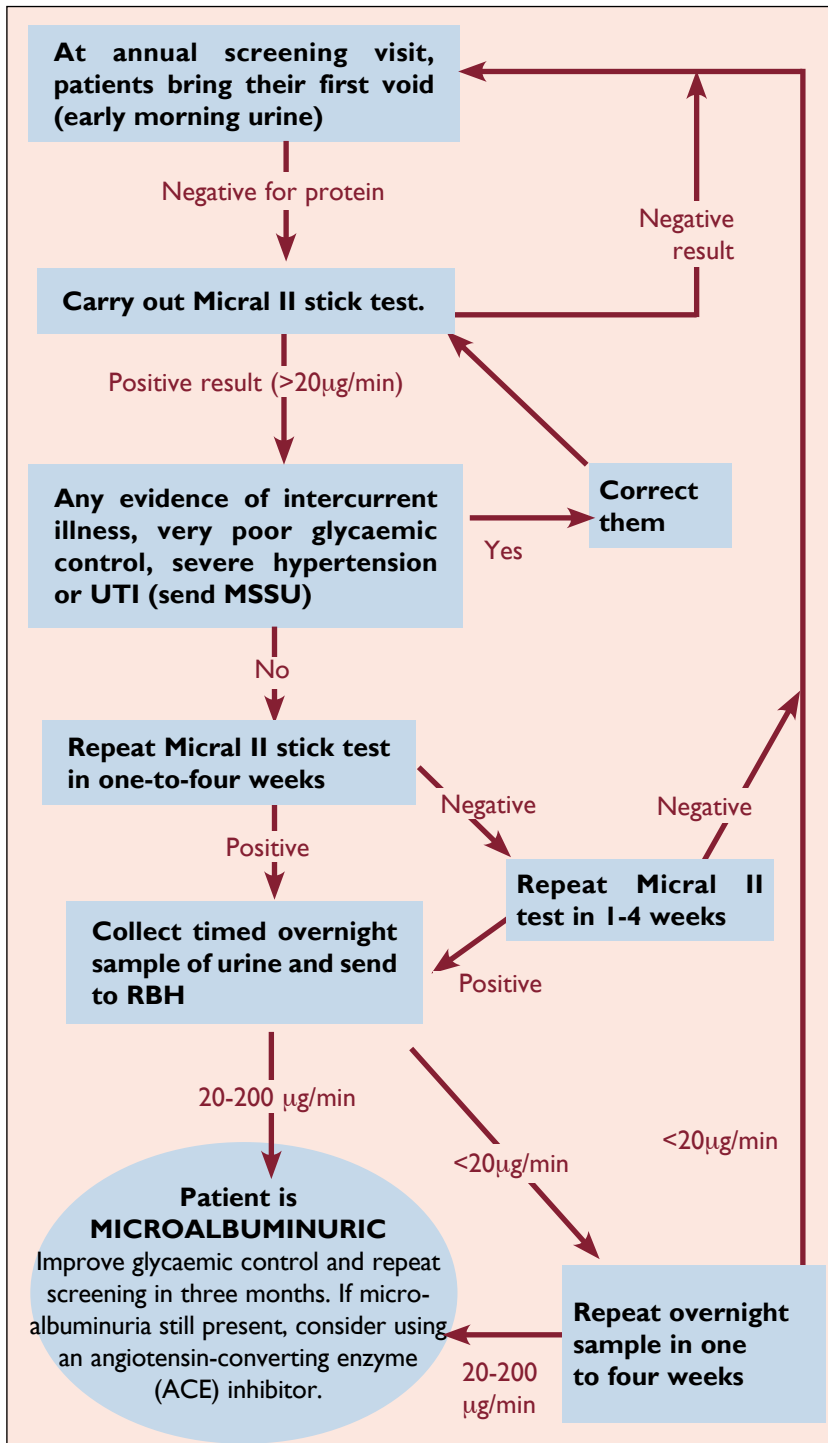 At annual screening visit,
patients bring their first void
(early morning urine)
Negative for protein
Negative
result
Carry out Micral II stick test.
Positive result (>20µg/min)
Any evidence of intercurrent
illness, very poor glycaemic
control, severe hypertension
or UTI (send MSSU)
Yes
Correct
them
No
Repeat Micral II stick test
in one-to-four weeks
Negative
Negative
Positive
Repeat Micral II
test in 1-4 weeks
Collect timed overnight
sample of urine and send
to RBH
Positive
20-200 µg/min
<20µg/min
<20µg/min
Patient is
MICROALBUMINURIC
Improve glycaemic control and repeat
screening in three months. If micro-
albuminuria still present, consider using
an angiotensin-converting enzyme
(ACE) inhibitor.
20-200
µg/min
Repeat overnight
sample in one
to four weeks